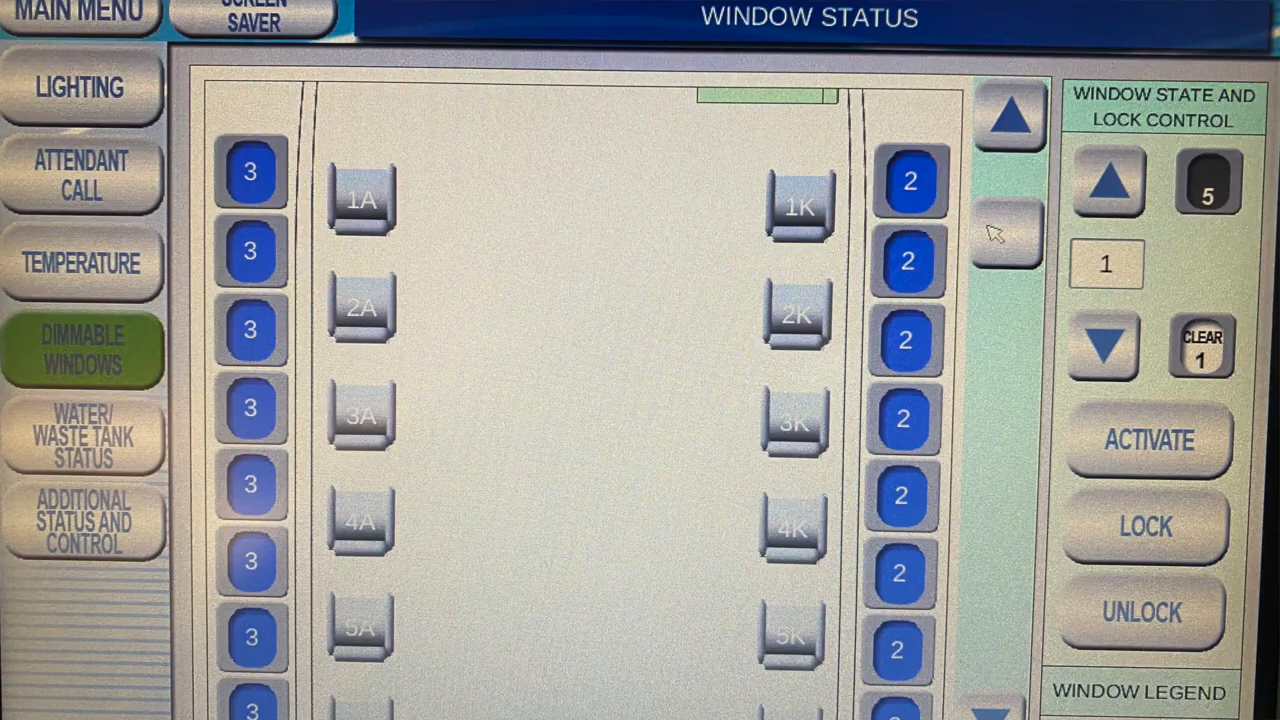 MAIN MENU
SCREEN
SAVER
WINDOW STATUS
LIGHTING
ATTENDANT
CALL
TEMPERATURE
DIMMABLE
WINDOWS
WATER/
WASTE TANK
STATUS
ADDITIONAL
STATUS AND
CONTROL
3
1A
1K
2
3
2
3
2A
2K
2
3
3A
3K
2
3
4A
4K
2
3
2
3
5A
5K
2
3
WINDOW STATE AND
LOCK CONTROL
5
1
CLEAR
1
ACTIVATE
LOCK
UNLOCK
WINDOW LEGEND